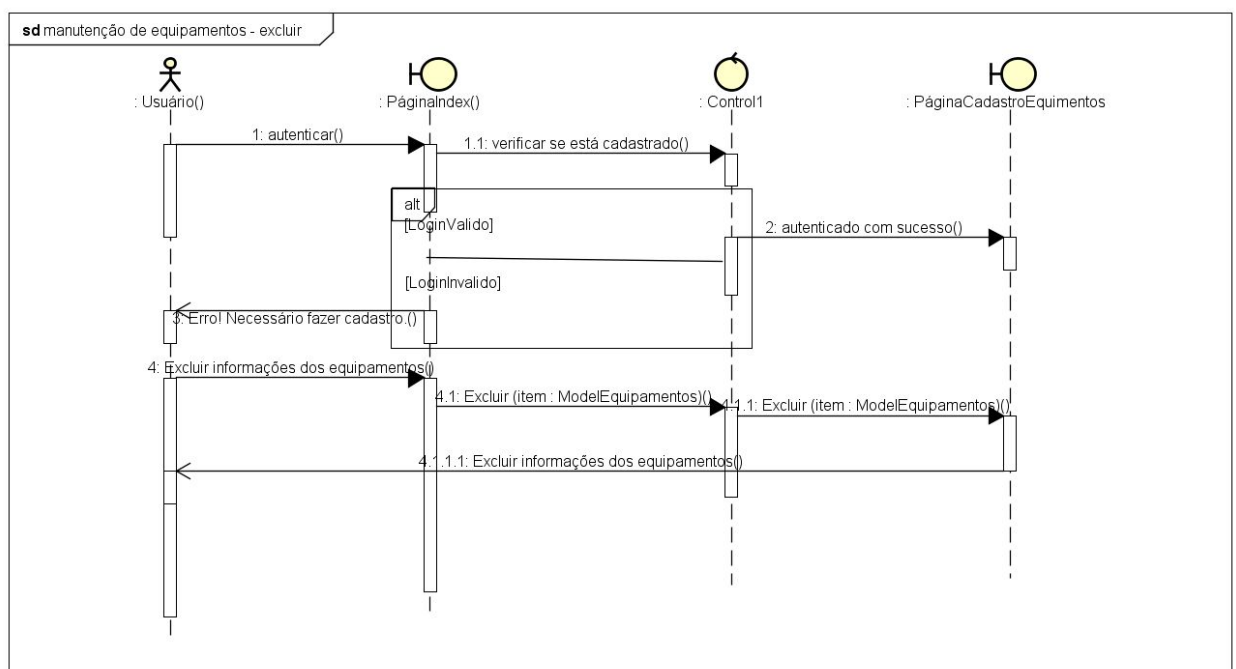 sd manutenção de equipamentos - excluir
: Usuário()
: PáginaIndex()
: Control1
: PáginaCadastroEquimentos
1: autenticar()
1.1: verificar se está cadastrado()
alt
[LoginValido]
2: autenticado com sucesso()
[LoginInvalido]
3: Erro! Necessário fazer cadastro.()
4: Excluir informações dos equipamentos()
4.1: Excluir (item : ModelEquipamentos)()
4.1.1: Excluir (item : ModelEquipamentos)()
4.1.1.1: Excluir informações dos equipamentos()